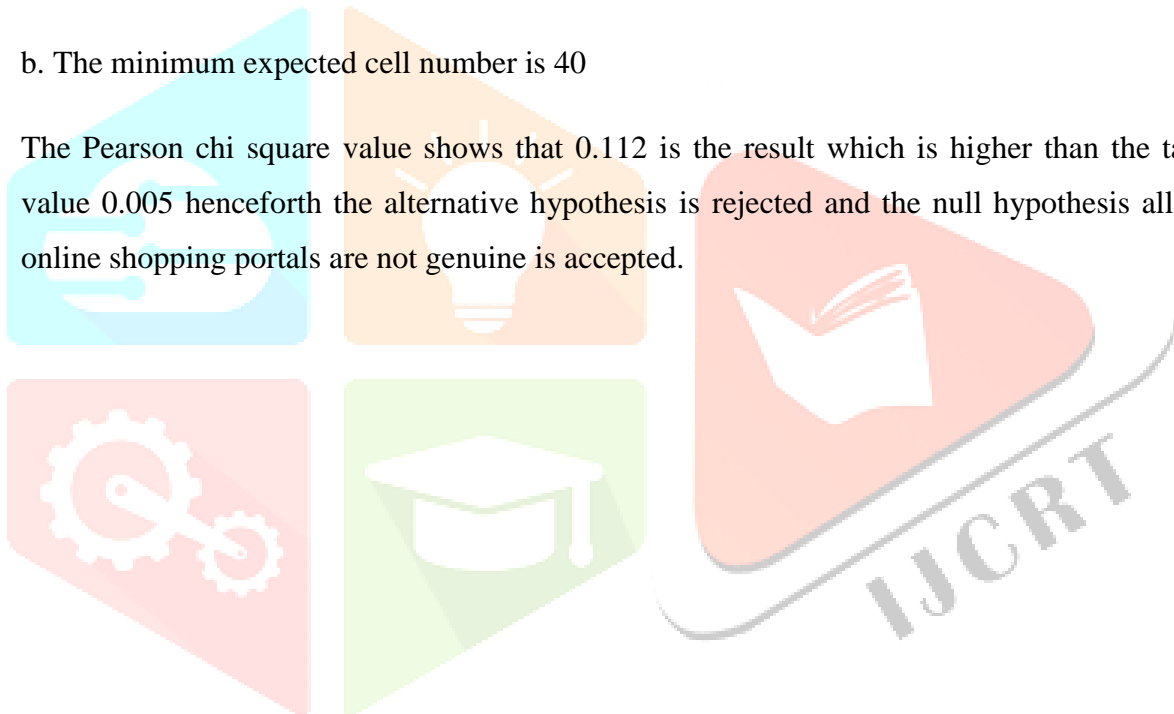 b. The minimum expected cell number is 40
The Pearson chi square value shows that 0.112 is the result which is higher than the
value 0.005 henceforth the alternative hypothesis is rejected and the null hypothesis all
online shopping portals are not genuine is accepted.
IJCRT